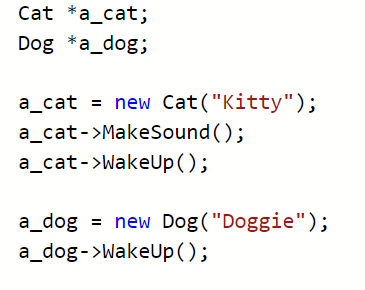 Cat *a_cat;
Dog *a_dog;
a_cat = new Cat("Kitty");
a_cat->MakeSound();
a_cat->WakeUp();
a_dog = new Dog("Doggie");
a_dog->WakeUp();